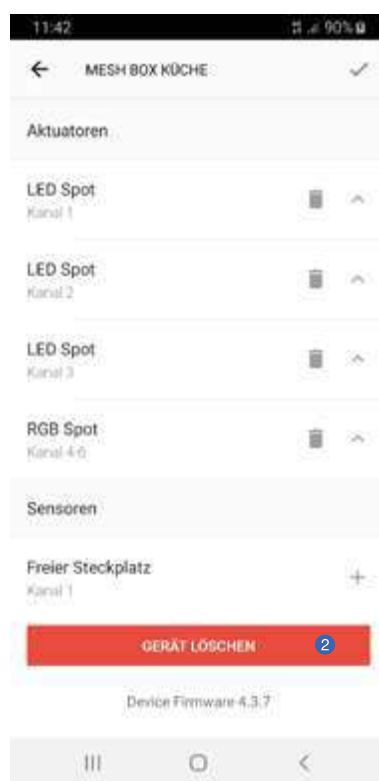 11:42
90%
MESH BOX KÜCHE
Aktuatoren
LED Spot
Kanal 1
LED Spot
Kanal 2
LED Spot
Kanal 3
RGB Spot
Kanal 4-6
Sensoren
Freier Steckplatz
Kanal 1
GERÄT LÖSCHEN
2
Device Firmware 4.3.7